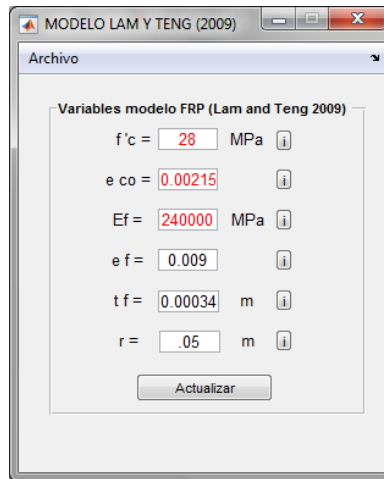 MODELO LAM Y TENG (2009)
Archivo
Variables modelo FRP (Lam and Teng 2009)
f 'c = 28 MPa i
e co = 0.00215 i
Ef = 240000 MPa i
e f = 0.009 i
t f = 0.00034 m i
r = .05 m i
Actualizar